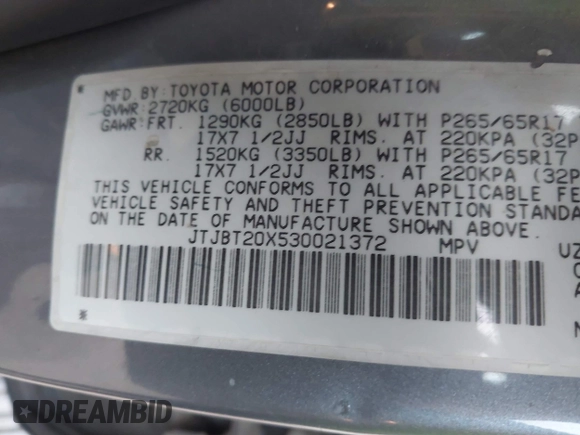 MFD BY:TOYOTA MOTOR CORPORATION
GVWR:2720KG (6000LB)
GAWR:FRT. 1290KG (2850LB) WITH P265/65R17
17X7 1/2JJ RIMS. AT 220KPA (32P
RR. 1520KG (3350LB) WITH P265/65R17
17X7 1/2JJ RIMS. AT 220KPA (32P
THIS VEHICLE CONFORMS TO ALL APPLICABLE FE
VEHICLE SAFETY AND THEFT PREVENTION STANDA
ON THE DATE OF MANUFACTURE SHOWN ABOVE.
JTJBT20X530021372 MPV UZ
DREAMBID